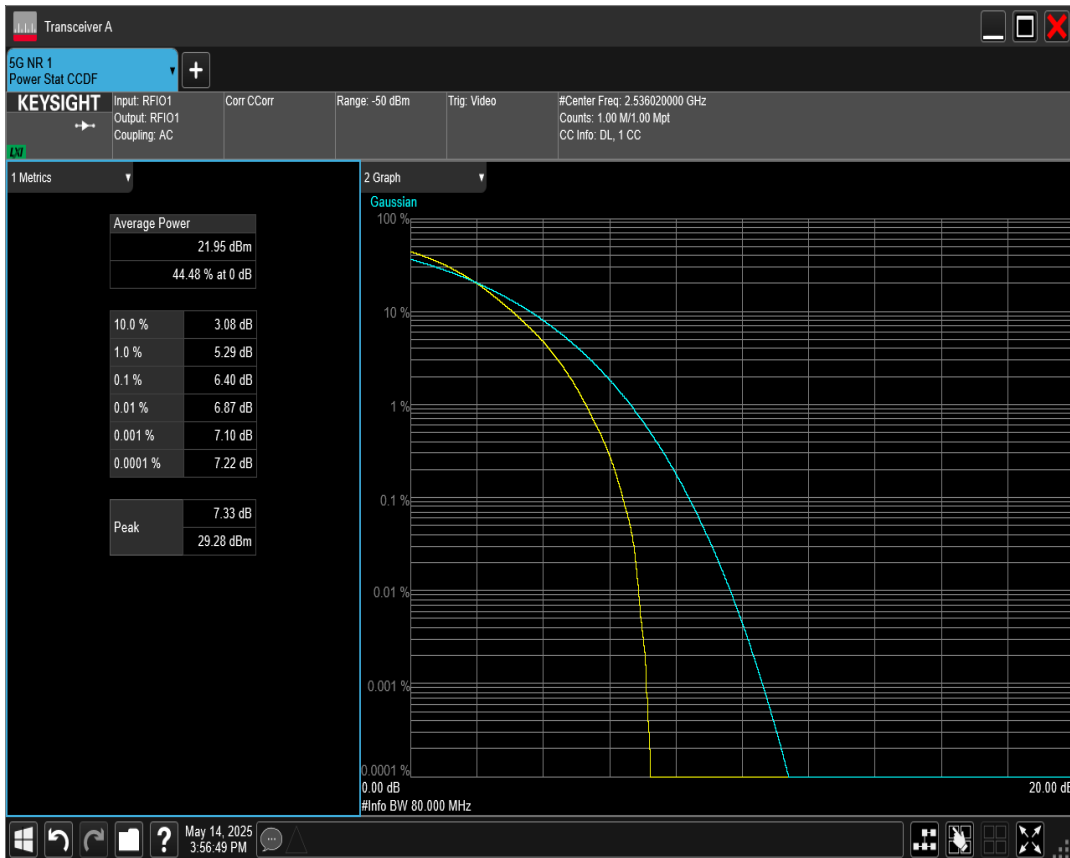 Transceiver A
5G NR 1
Power Stat CCDF
+
KEYSIGHT
LXI
Input: RFIO1
Output: RFIO1
Coupling: AC
Corr CCorr
Range: -50 dBm
Trig: Video
#Center Freq: 2.536020000 GHz
Counts: 1.00 M/1.00 Mpt
CC Info: DL, 1 CC
1 Metrics
Average Power
21.95 dBm
44.48 % at 0 dB
10.0 % 3.08 dB
1.0 % 5.29 dB
0.1 % 6.40 dB
0.01 % 6.87 dB
0.001 % 7.10 dB
0.0001 % 7.22 dB
Peak
7.33 dB
29.28 dBm
2 Graph
Gaussian
100 %
10 %
1 %
0.1 %
0.01 %
0.001 %
0.0001 %
0.00 dB
20.00 dB
#Info BW 80.000 MHz
?
May 14, 2025
3:56:49 PM